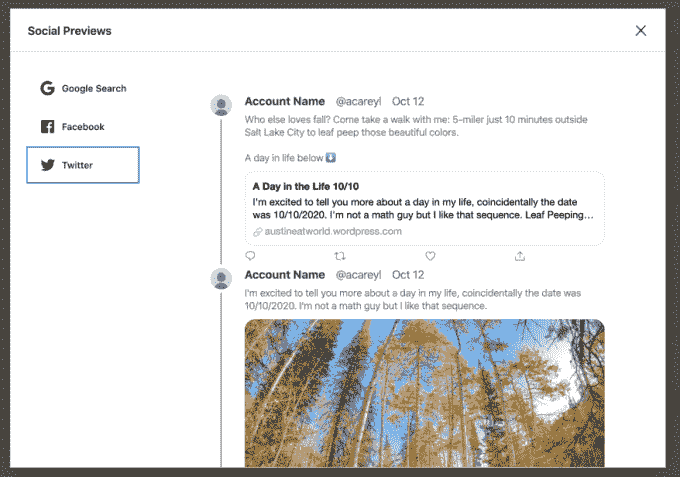 Social Previews
Google Search
Facebook
Twitter
Account Name @acareyl Oct 12
Who else loves fall? Come take a walk with me: 5-miler just 10 minutes outside
Salt Lake City to leaf peep those beautiful colors.
A day in life below ⬇️
A Day in the Life 10/10
I'm excited to tell you more about a day in my life, coincidentally the date
was 10/10/2020. I'm not a math guy but I like that sequence. Leaf Peeping…
austineatworld.wordpress.com
Account Name @acareyl Oct 12
I'm excited to tell you more about a day in my life, coincidentally the date was
10/10/2020. I'm not a math guy but I like that sequence.